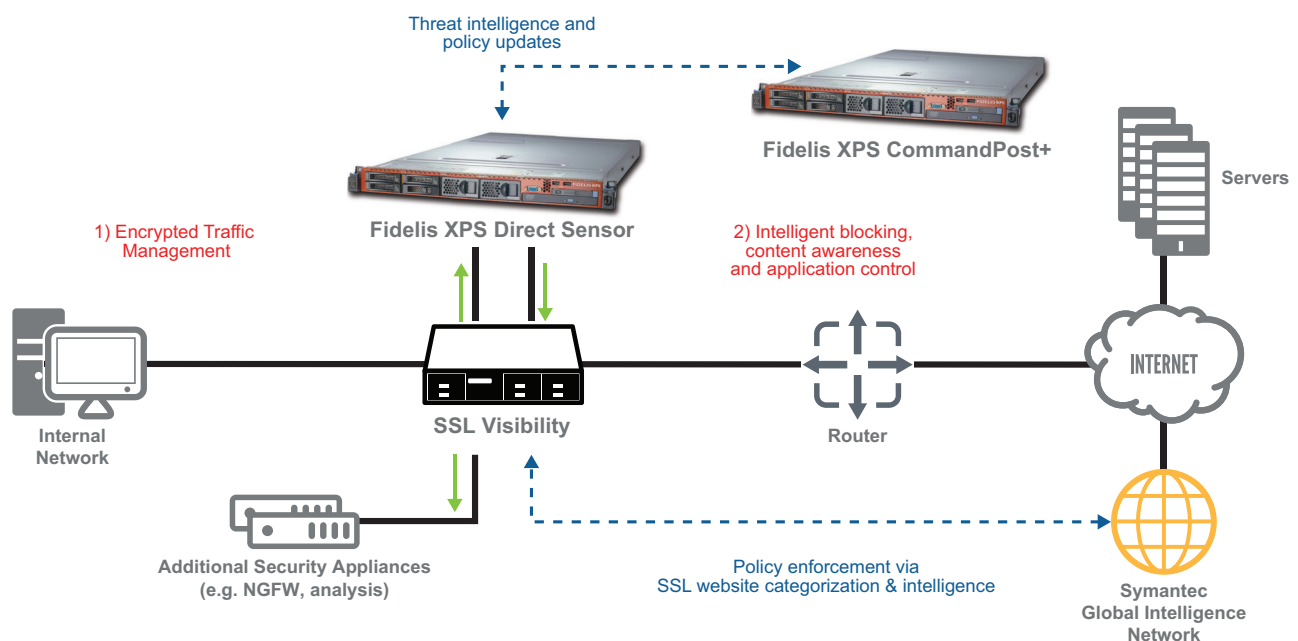 Threat intelligence and
policy updates
Fidelis XPS CommandPost+
Servers
1) Encrypted Traffic
Management
Fidelis XPS Direct Sensor
2) Intelligent blocking,
content awareness
and application control
INTERNET
Internal
Network
SSL Visibility
Router
Additional Security Appliances
(e.g. NGFW, analysis)
Policy enforcement via
SSL website categorization & intelligence
Symantec
Global Intelligence
Network